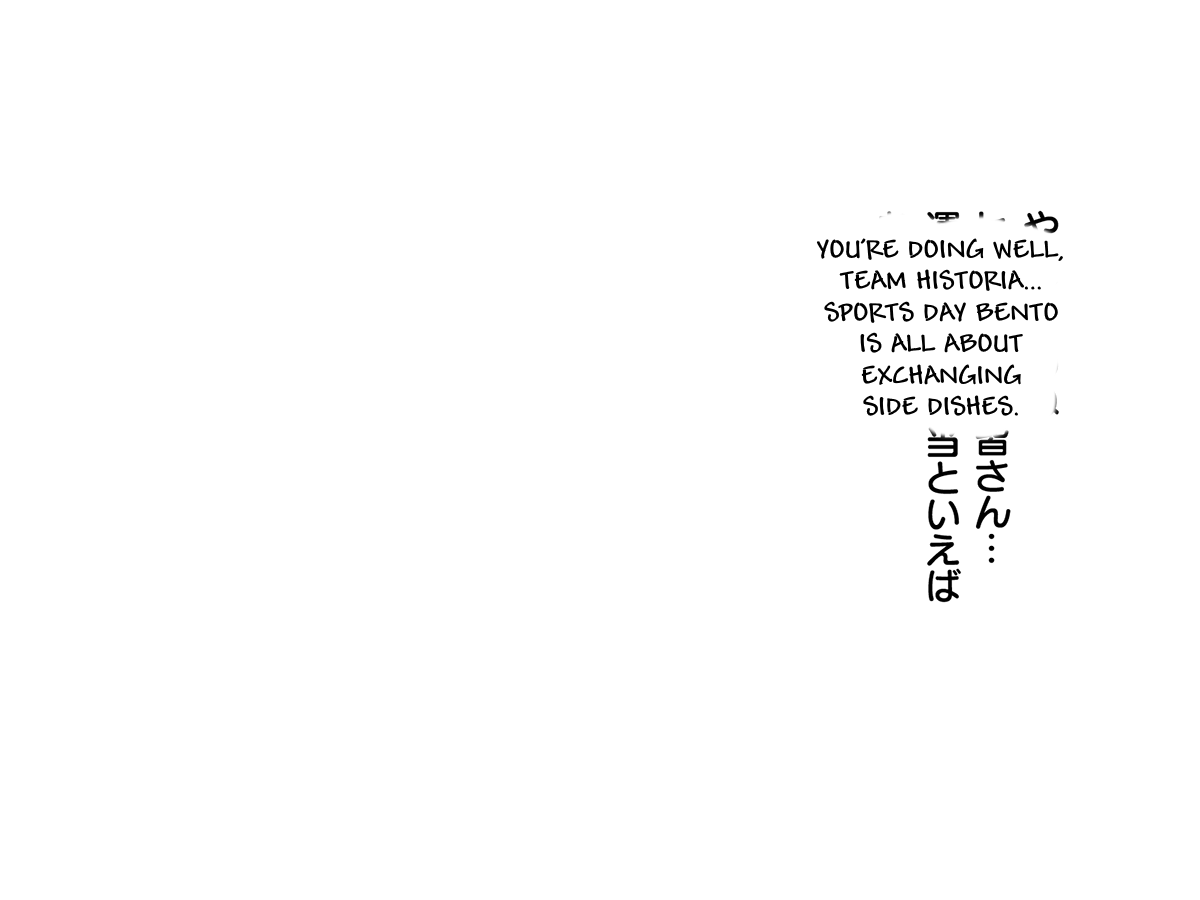 YOU'RE DOING WELL,
TEAM HISTORIA...
SPORTS DAY BENTO
IS ALL ABOUT
EXCHANGING
SIDE DISHES.
や
さん…
といえば